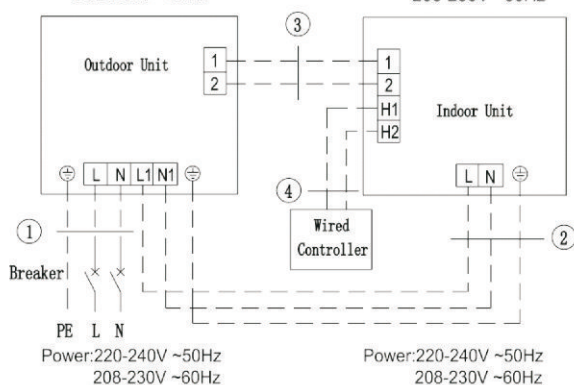 3
Outdoor Unit
1
2
1
2
H1
H2
Indoor Unit
L N L1 N1
L N
4
Wired
Controller
1
2
Breaker
PE L N
Power:220-240V ~50Hz
208-230V ~60Hz
Power:220-240V ~50Hz
208-230V ~60Hz